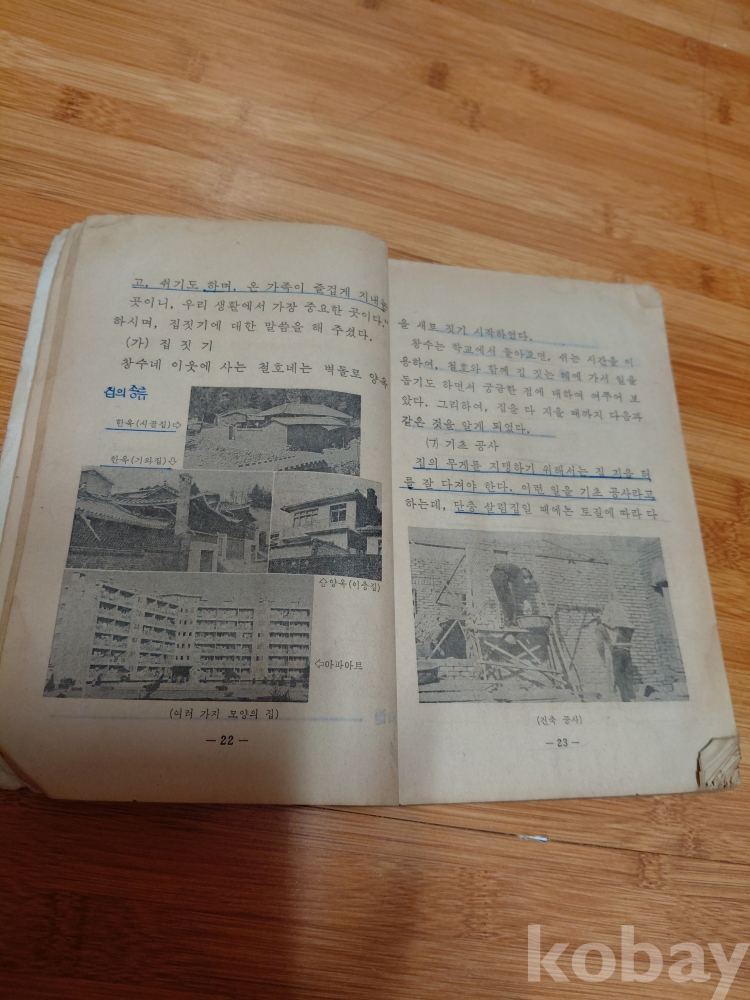 고, 쉬기도 하며, 온 가족이 즐겁게 지내는
곳이니, 우리 생활에서 가장 중요한 곳이다."
하시며, 집짓기에 대한 말씀을 해 주셨다.
(가) 집 짓 기
창수네 이웃에 사는 철호네는 벽돌로 양옥
집의 종류
한옥(시골집)⇨
한옥(기와집)⇩
⇧양옥(이층집)
⇦아파아트
(여러 가지 모양의 집)
— 22 —
을 새로 짓기 시작하였다.
창수는 학교에서 돌아오면, 쉬는 시간을 이
용하여, 철호와 함께 집 짓는 데에 가서 일을
돕기도 하면서 궁금한 점에 대하여 여쭈어 보
았다. 그리하여, 집을 다 지을 때까지 다음과
같은 것을 알게 되었다.
(ㄱ) 기초 공사
집의 무게를 지탱하기 위해서는 집 지을 터
를 잘 다져야 한다. 이런 일을 기초 공사라고
하는데, 단층 살림집일 때에는 토질에 따라 다
(건축 공사)
— 23 —
kobay